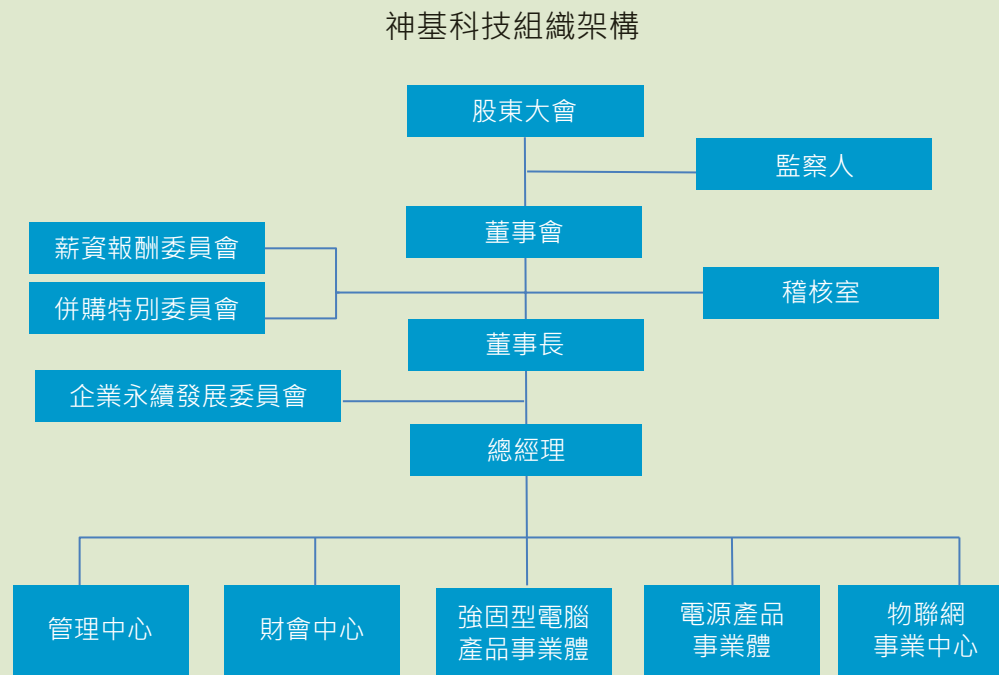 神基科技組織架構
股東大會
監察人
董事會
薪資報酬委員會
併購特別委員會
稽核室
董事長
企業永續發展委員會
總經理
管理中心
財會中心
強固型電腦
產品事業體
電源產品
事業體
物聯網
事業中心